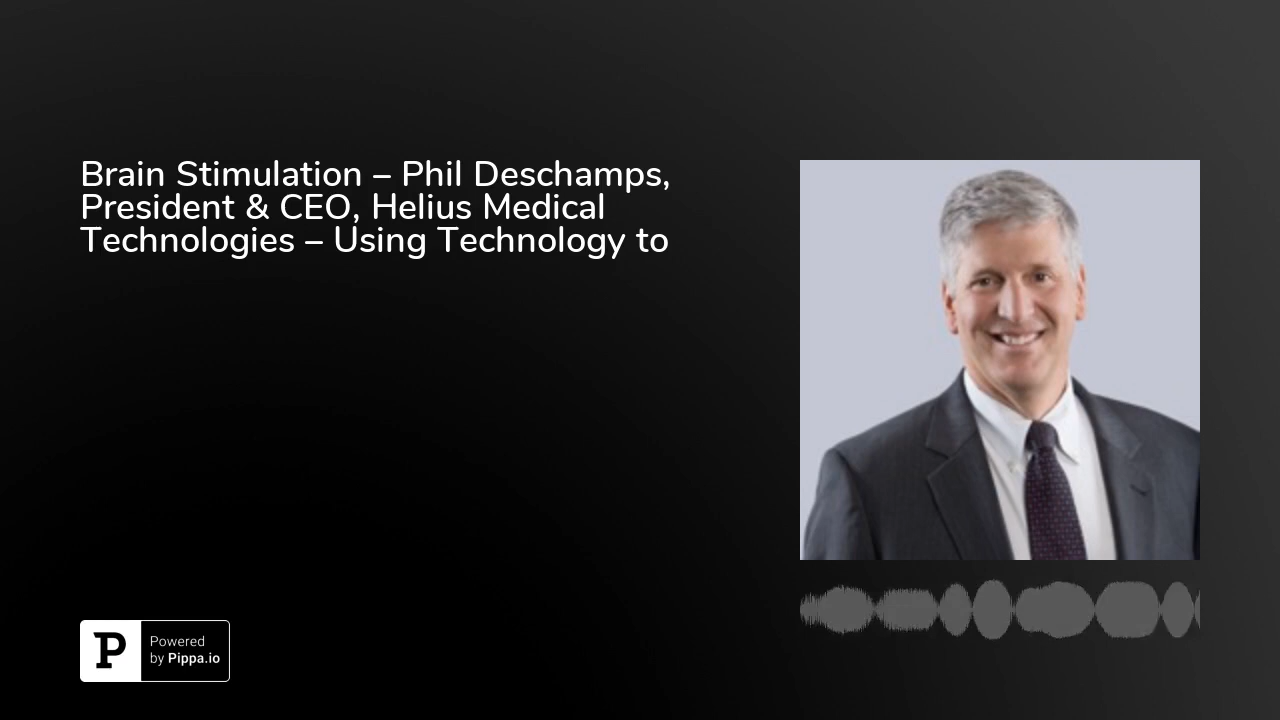 Brain Stimulation – Phil Deschamps,
President & CEO, Helius Medical
Technologies – Using Technology to
P
Powered
by Pippa.io